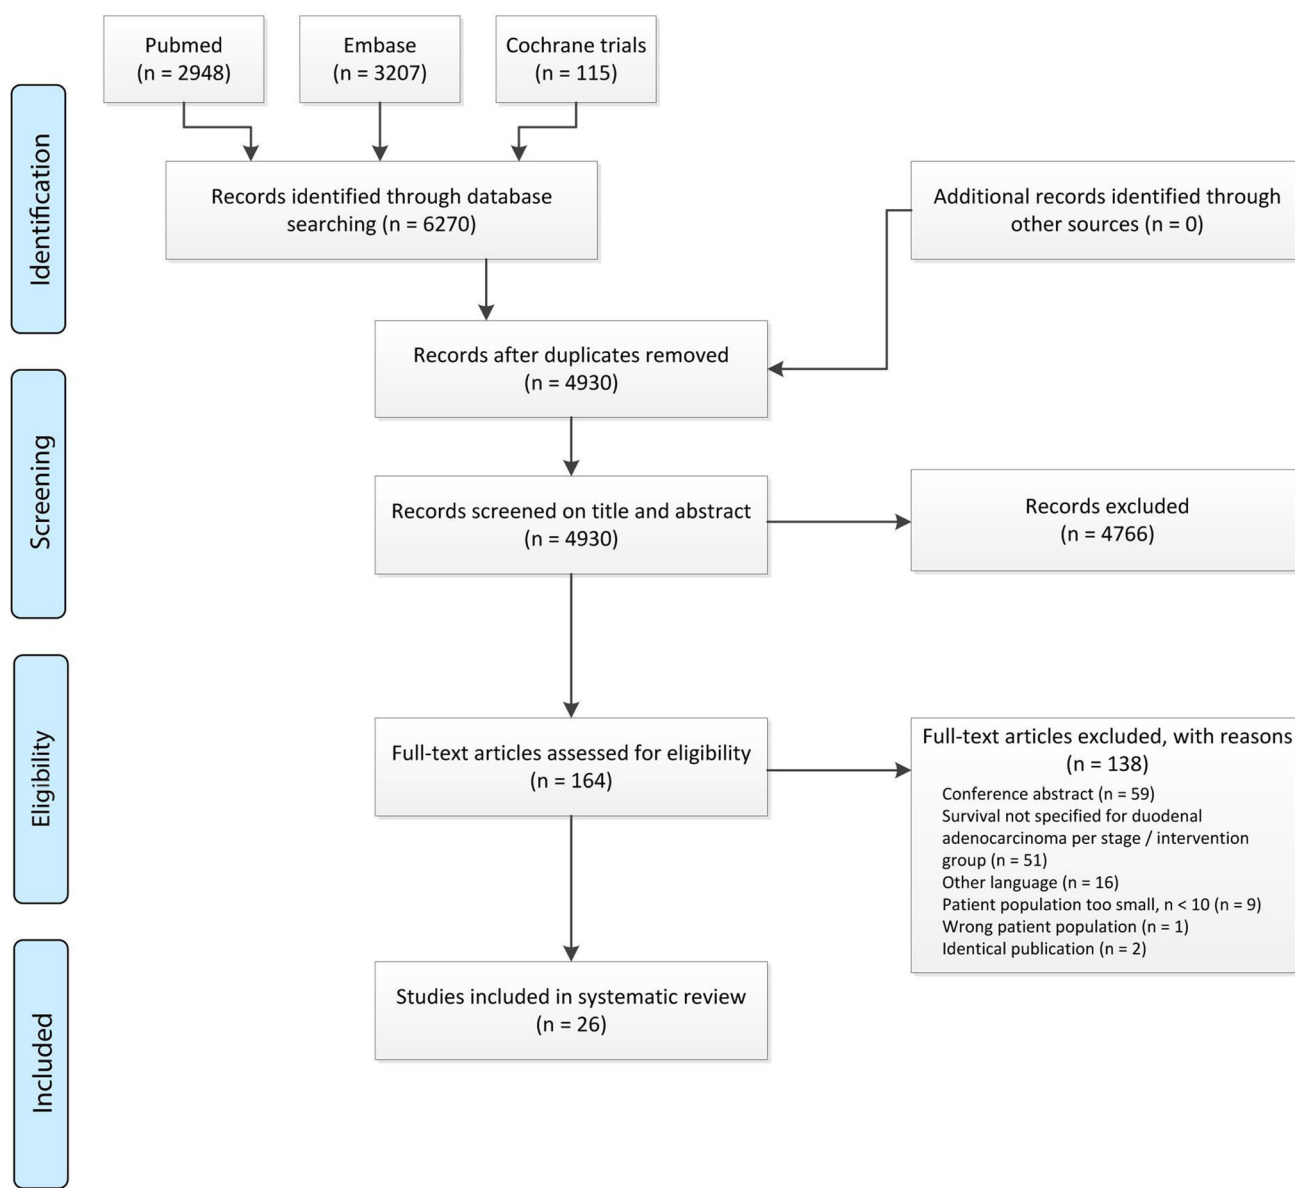 Pubmed
(n = 2948)
Embase
(n = 3207)
Cochrane trials
(n = 115)
Identification
Records identified through database
searching (n = 6270)
Additional records identified through
other sources (n = 0)
Records after duplicates removed
(n = 4930)
Screening
Records screened on title and abstract
(n = 4930)
Records excluded
(n = 4766)
Eligibility
Full-text articles assessed for eligibility
(n = 164)
Full-text articles excluded, with reasons
(n = 138)
Conference abstract (n = 59)
Survival not specified for duodenal
adenocarcinoma per stage / intervention
group (n = 51)
Other language (n = 16)
Patient population too small, n < 10 (n = 9)
Wrong patient population (n = 1)
Identical publication (n = 2)
Included
Studies included in systematic review
(n = 26)